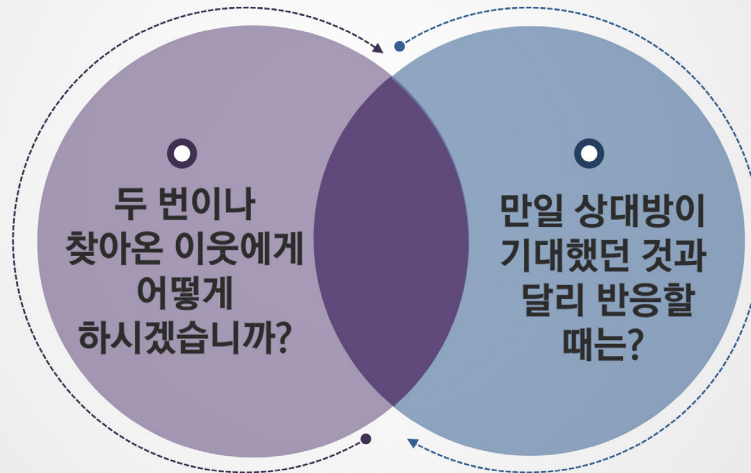 두 번이나
찾아온 이웃에게
어떻게
하시겠습니까?
만일 상대방이
기대했던 것과
달리 반응할
때는?